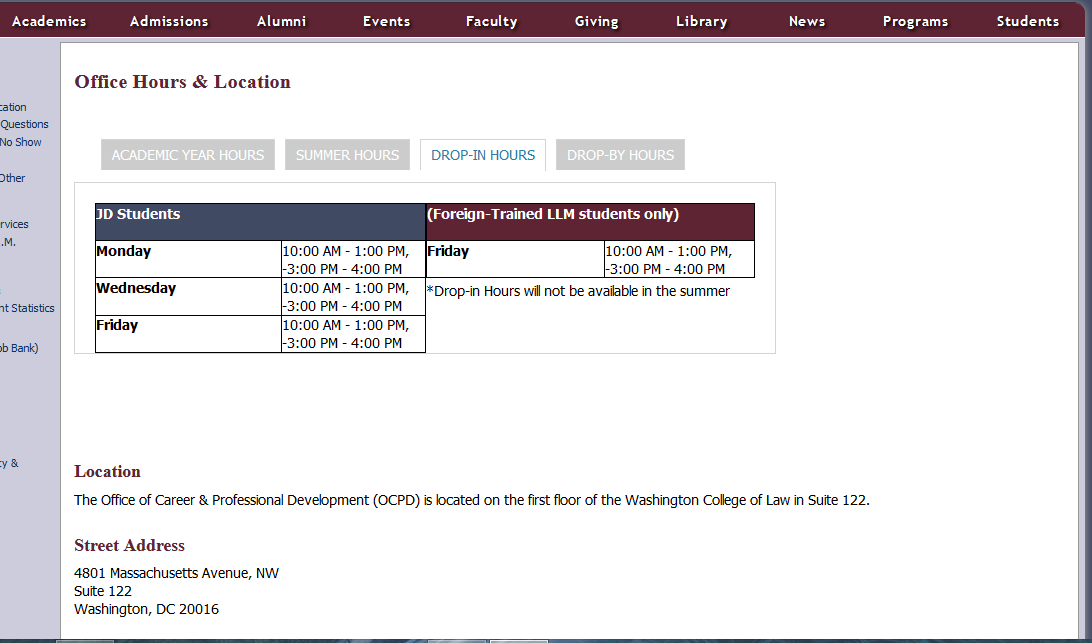 Academics Admissions Alumni Events Faculty Giving Library News Programs Students
Office Hours & Location
Questions
No Show
Other
.M.
Statistics
Bank)
&
ACADEMIC YEAR HOURS SUMMER HOURS DROP-IN HOURS DROP-BY HOURS
JD Students
Monday 10:00 AM - 1:00 PM,
-3:00 PM - 4:00 PM
Wednesday 10:00 AM - 1:00 PM,
-3:00 PM - 4:00 PM
Friday 10:00 AM - 1:00 PM,
-3:00 PM - 4:00 PM
(Foreign-Trained LLM students only)
Friday 10:00 AM - 1:00 PM,
-3:00 PM - 4:00 PM
*Drop-in Hours will not be available in the summer
Location
The Office of Career & Professional Development (OCPD) is located on the first floor of the Washington College of Law in Suite 122.
Street Address
4801 Massachusetts Avenue, NW
Suite 122
Washington, DC 20016